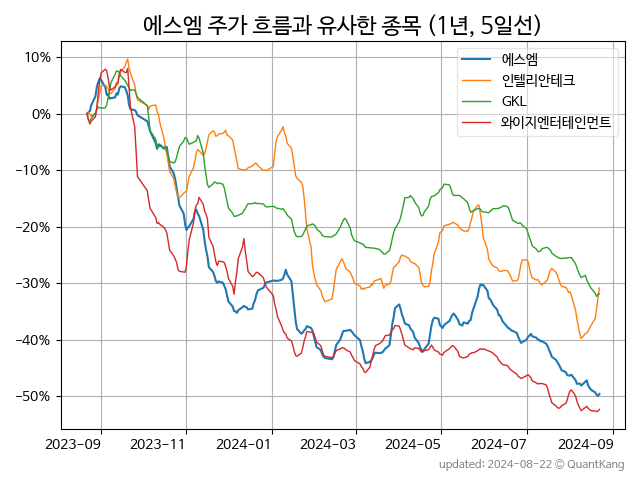 에스엠 주가 흐름과 유사한 종목 (1년, 5일선)
에스엠
인텔리안테크
GKL
와이지엔터테인먼트
10%
0%
−10%
−20%
−30%
−40%
−50%
2023-09 2023-11 2024-01 2024-03 2024-05 2024-07 2024-09
updated: 2024-08-22 © QuantKang